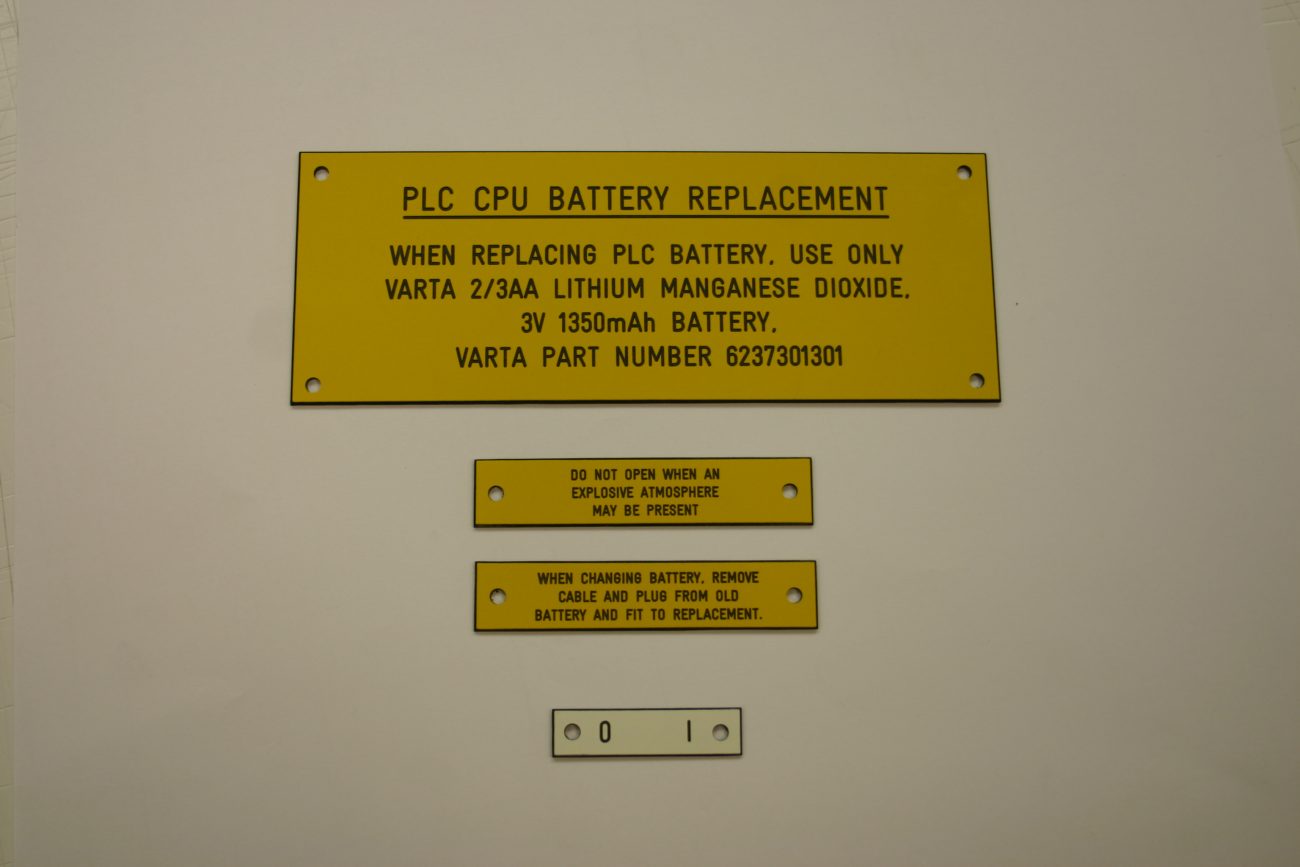 PLC CPU BATTERY REPLACEMENT
WHEN REPLACING PLC BATTERY, USE ONLY
VARTA 2/3AA LITHIUM MANGANESE DIOXIDE,
3V 1350mAh BATTERY,
VARTA PART NUMBER 6237301301
DO NOT OPEN WHEN AN
EXPLOSIVE ATMOSPHERE
MAY BE PRESENT
WHEN CHANGING BATTERY, REMOVE
CABLE AND PLUG FROM OLD
BATTERY AND FIT TO REPLACEMENT.
0 I